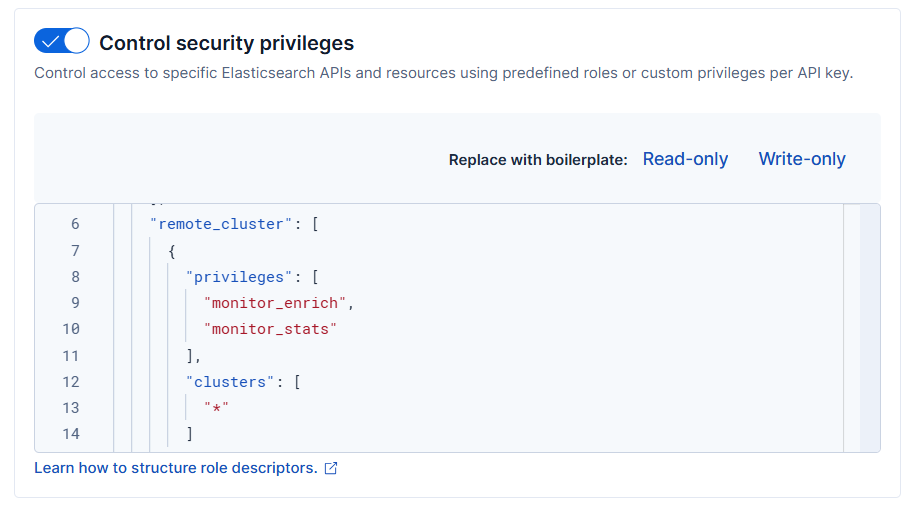 Control security privileges
Control access to specific Elasticsearch APIs and resources using predefined roles or custom privileges per API key.
Replace with boilerplate: Read-only Write-only
6 "remote_cluster": [
7 {
8 "privileges": [
9 "monitor_enrich",
10 "monitor_stats"
11 ],
12 "clusters": [
13 "*"
14 ]
Learn how to structure role descriptors.